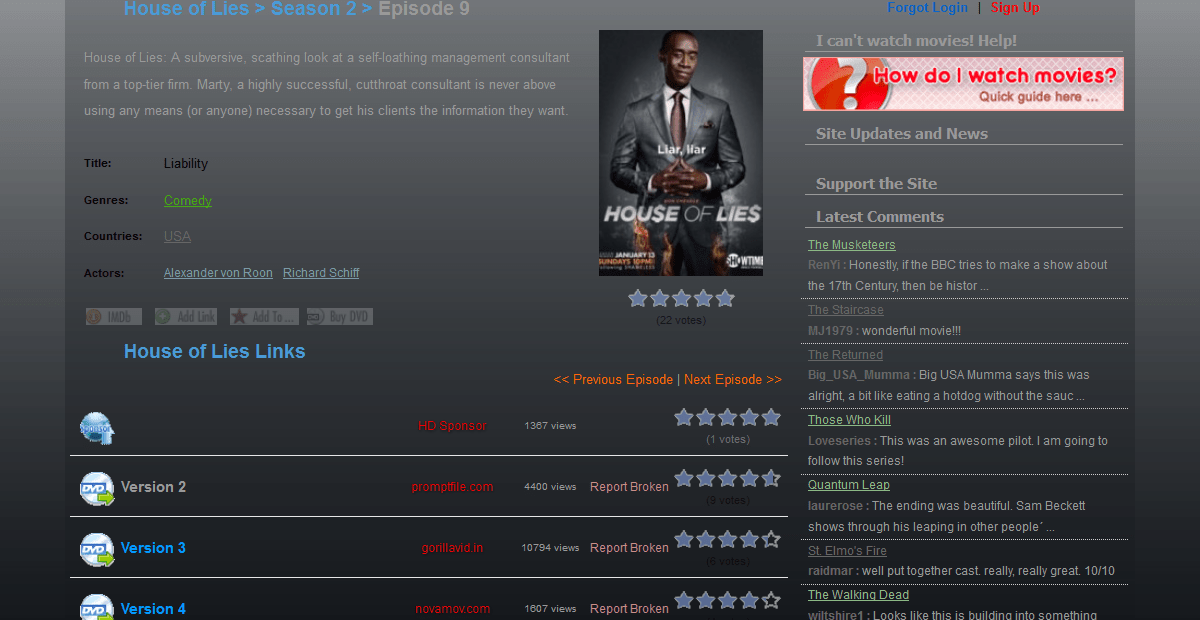 House of Lies > Season 2 > Episode 9
Forgot Login | Sign Up
House of Lies: A subversive, scathing look at a self-loathing management consultant
from a top-tier firm. Marty, a highly successful, cutthroat consultant is never above
using any means (or anyone) necessary to get his clients the information they want.
Title: Liability
Genres: Comedy
Countries: USA
Actors: Alexander von Roon Richard Schiff
IMDb Add Link Add To ... Buy DVD
Liar, liar
HOU$E OF LIE$
JANUARY 13
SUNDAYS 10PM
SHOWTIME
(22 votes)
House of Lies Links
<< Previous Episode | Next Episode >>
SPONSOR HD Sponsor 1367 views
(1 votes)
DVD Version 2 promptfile.com 4400 views Report Broken
(9 votes)
DVD Version 3 gorillavid.in 10794 views Report Broken
(6 votes)
DVD Version 4 novamov.com 1607 views Report Broken
I can't watch movies! Help!
How do I watch movies?
Quick guide here ...
Site Updates and News
Support the Site
Latest Comments
The Musketeers
RenYi : Honestly, if the BBC tries to make a show about
the 17th Century, then be histor ...
The Staircase
MJ1979 : wonderful movie!!!
The Returned
Big_USA_Mumma : Big USA Mumma says this was
alright, a bit like eating a hotdog without the sauc ...
Those Who Kill
Loveseries : This was an awesome pilot. I am going to
follow this series!
Quantum Leap
laurerose : The ending was beautiful. Sam Beckett
shows through his leaping in other people´ ...
St. Elmo's Fire
raidmar : well put together cast. really, really great. 10/10
The Walking Dead
wiltshire1 : Looks like this is building into something